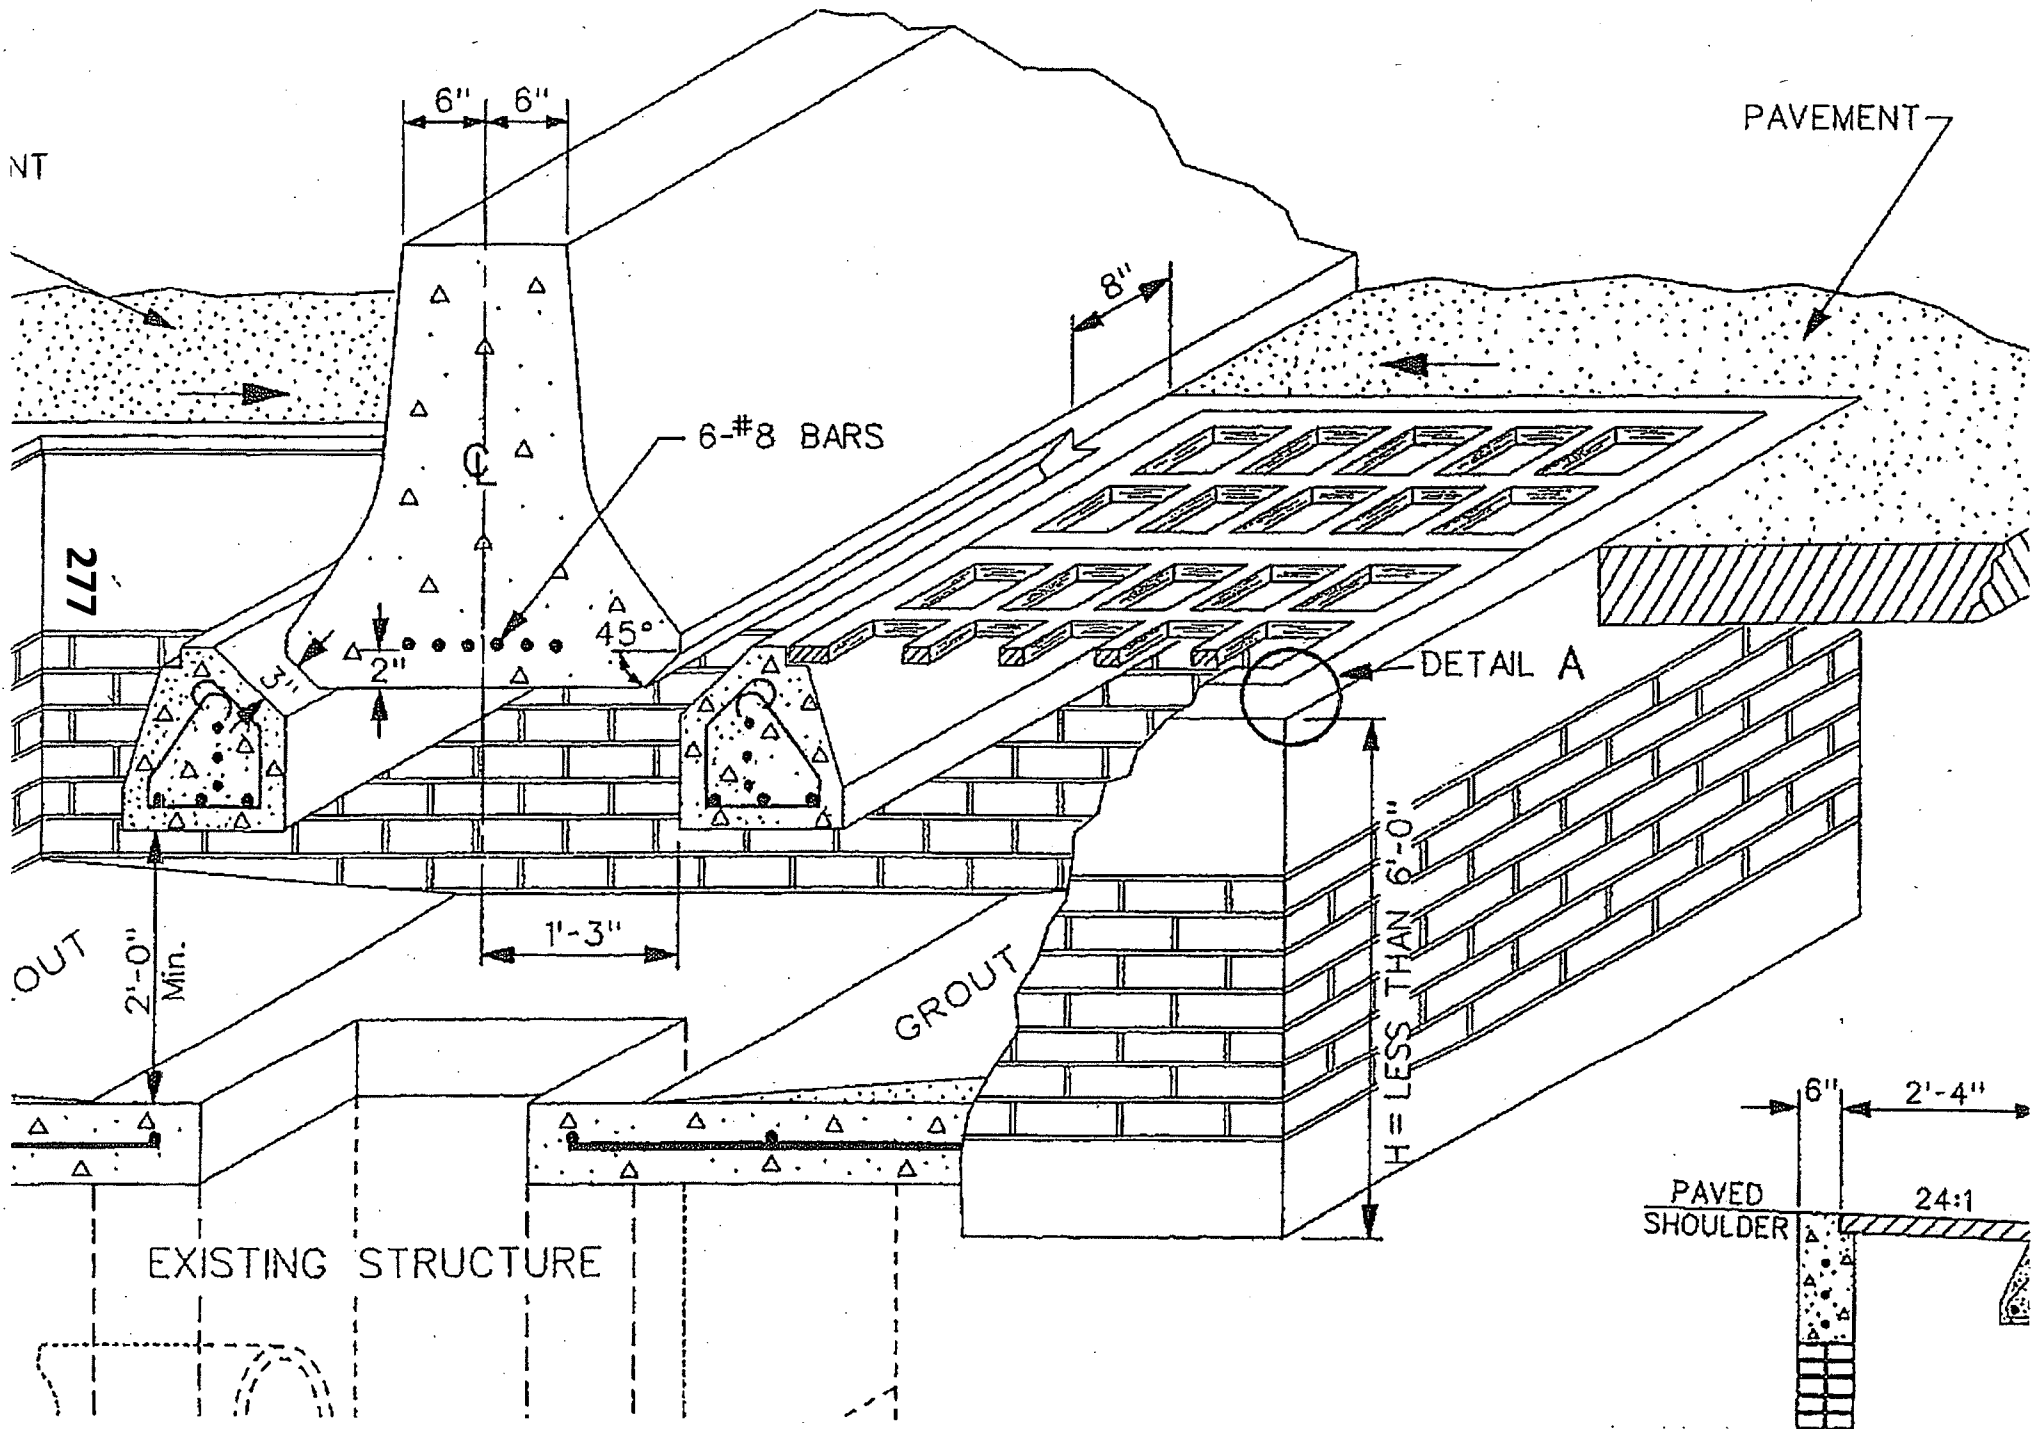 6" 6"
PAVEMENT
NT
8"
6-#8 BARS
℄
277
45°
2"
3"
DETAIL A
H=LESS THAN 6'-0"
1'-3"
2'-0"
Min.
OUT
GROUT
6" 2'-4"
PAVED
SHOULDER
24:1
EXISTING STRUCTURE